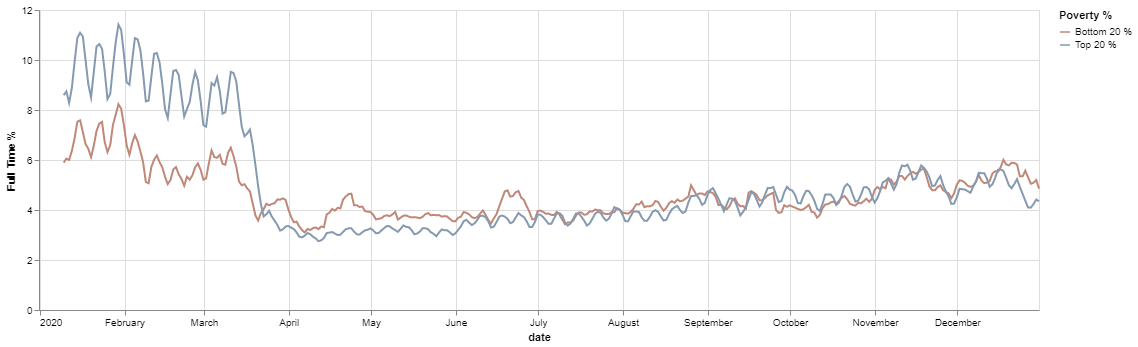 12
10
8
6
4
2
0
Full Time %
2020 February March April May June July August September October November December
date
Poverty %
Bottom 20 %
Top 20 %